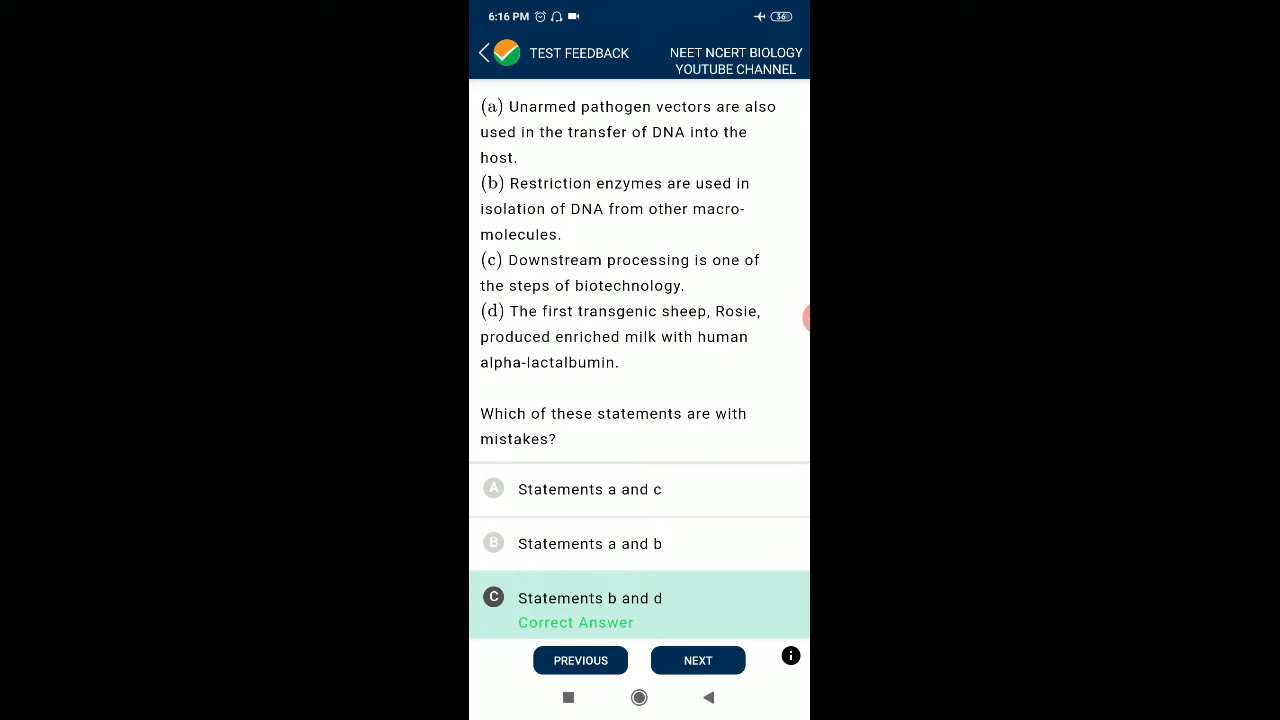 6:16 PM
36
TEST FEEDBACK
NEET NCERT BIOLOGY
YOUTUBE CHANNEL
(a) Unarmed pathogen vectors are also
used in the transfer of DNA into the
host.
(b) Restriction enzymes are used in
isolation of DNA from other macro-
molecules.
(c) Downstream processing is one of
the steps of biotechnology.
(d) The first transgenic sheep, Rosie,
produced enriched milk with human
alpha-lactalbumin.
Which of these statements are with
mistakes?
A Statements a and c
B Statements a and b
C Statements b and d
Correct Answer
PREVIOUS
NEXT
i